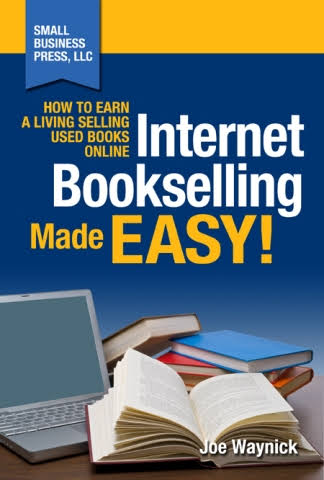 SMALL
BUSINESS
PRESS, LLC
HOW TO EARN
A LIVING SELLING
USED BOOKS
ONLINE
Internet
Bookselling
Made EASY!
Joe Waynick